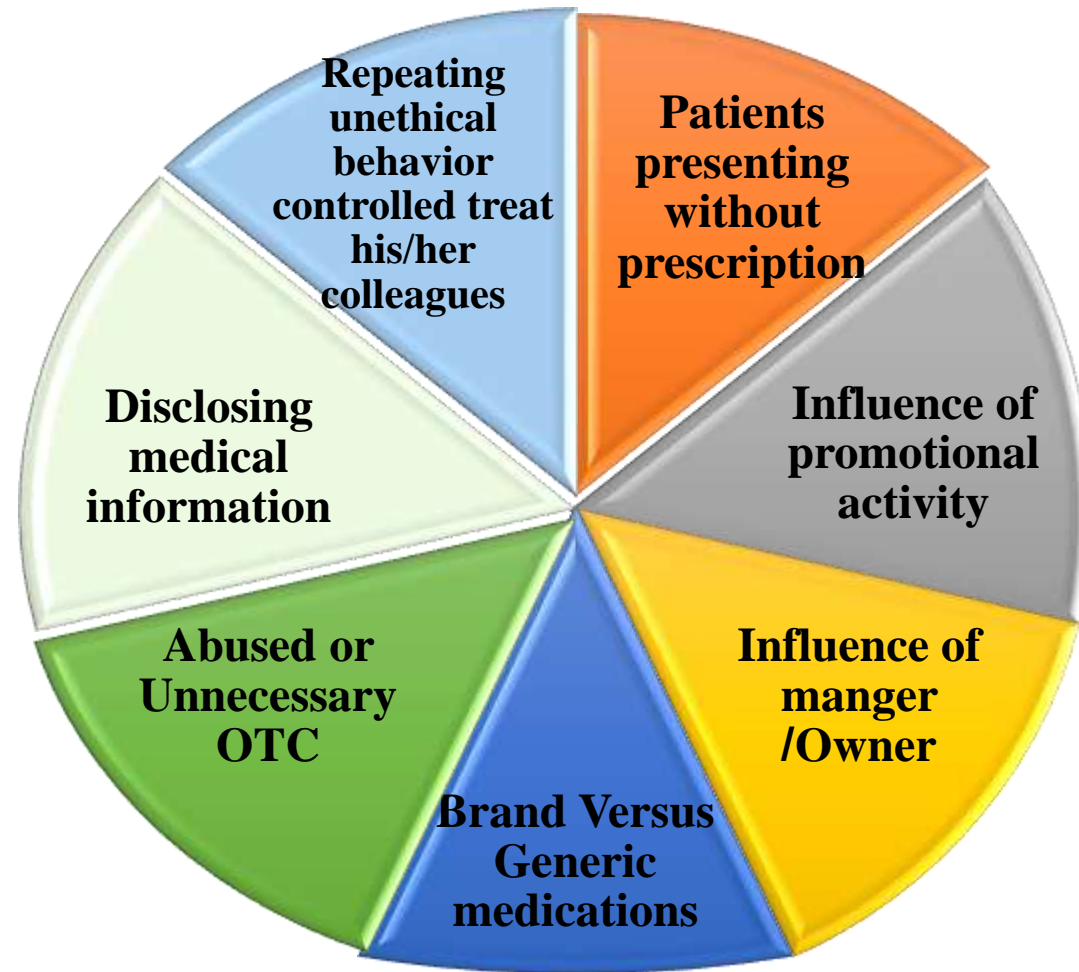 Patients
presenting
without
prescription
Influence of
promotional
activity
Influence of
manger
/Owner
Brand Versus
Generic
medications
Abused or
Unnecessary
OTC
Disclosing
medical
information
Repeating
unethical
behavior
controlled treat
his/her
colleagues